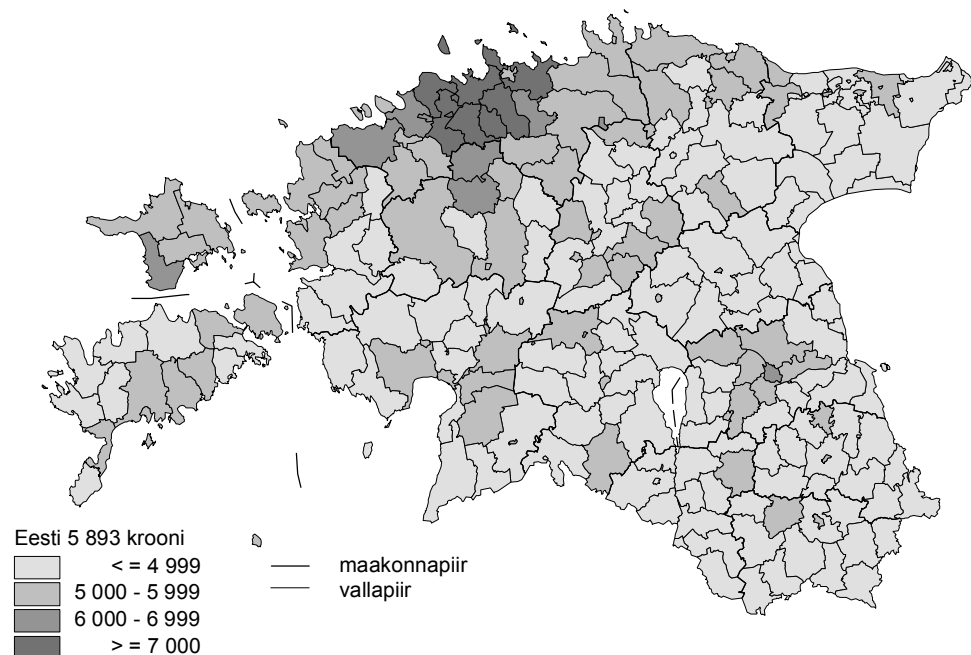 Eesti 5 893 krooni
< = 4 999
5 000 - 5 999
6 000 - 6 999
> = 7 000
maakonnapiir
vallapiir